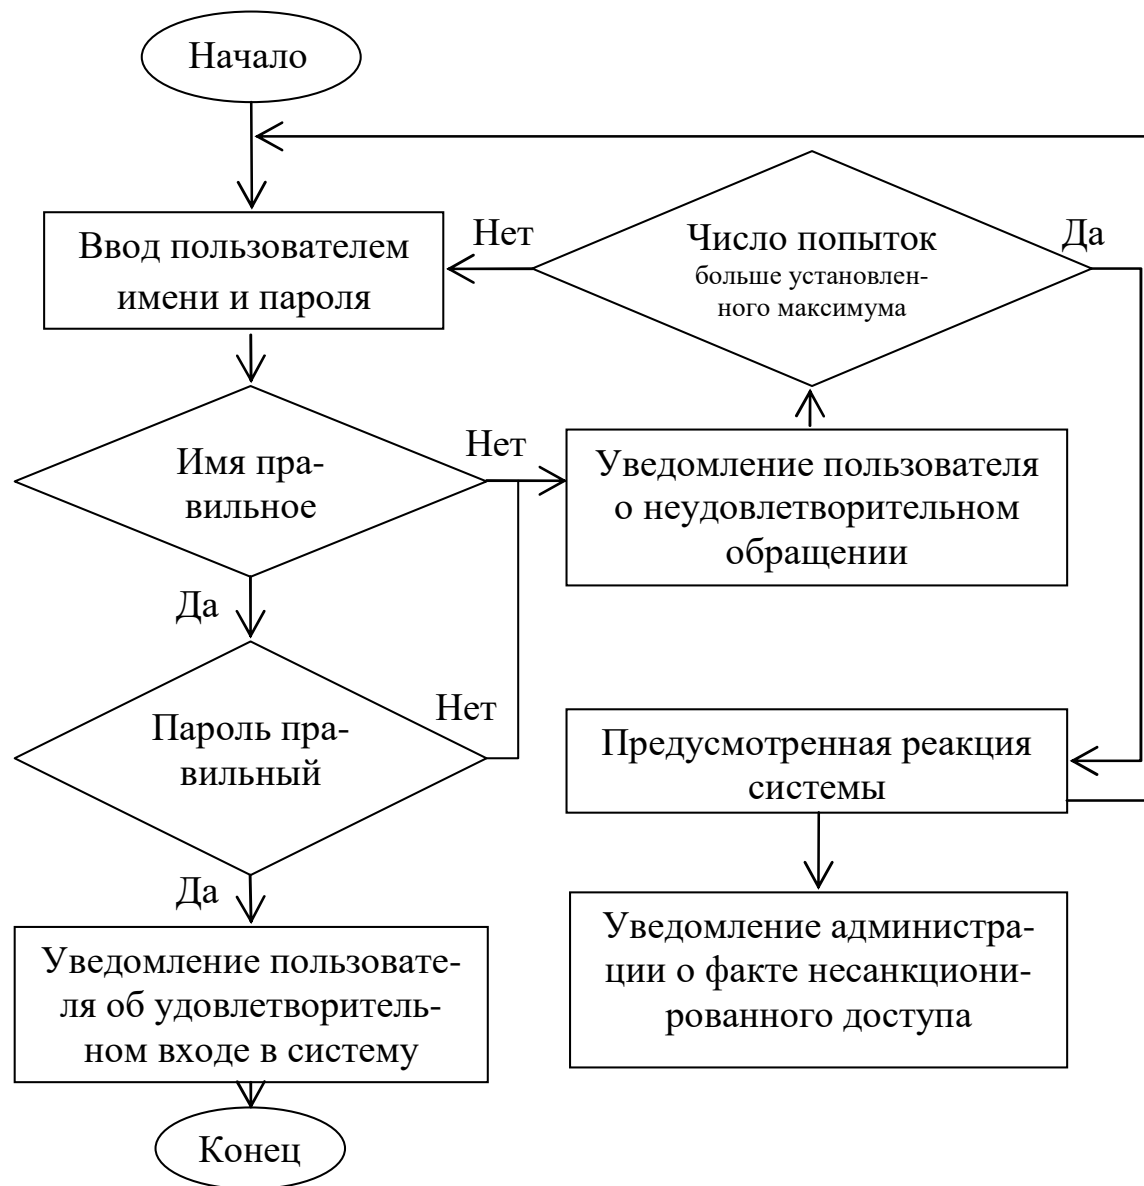 Начало
Ввод пользователем
имени и пароля
Нет
Число попыток
больше установлен-
ного максимума
Да
Имя пра-
вильное
Нет
Уведомление пользователя
о неудовлетворительном
обращении
Да
Пароль пра-
вильный
Нет
Предусмотренная реакция
системы
Да
Уведомление пользовате-
ля об удовлетворитель-
ном входе в систему
Уведомление администра-
ции о факте несанкциони-
рованного доступа
Конец